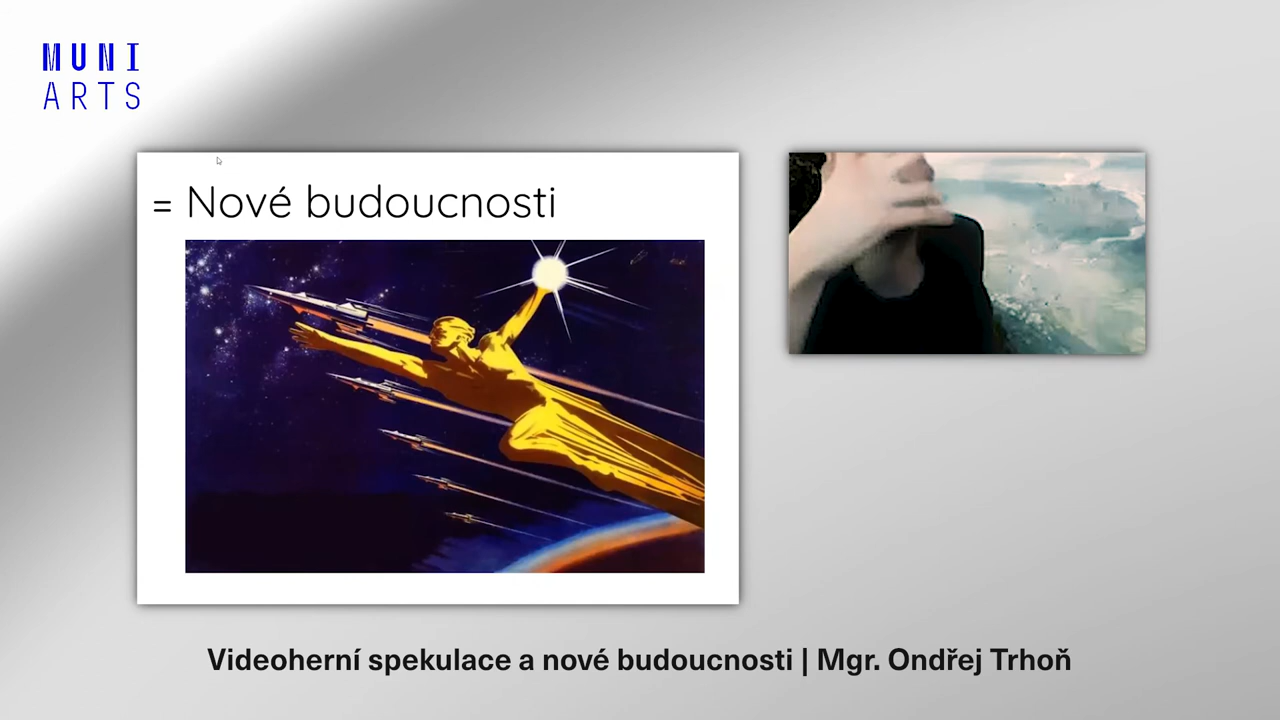 MUNI
ARTS
= Nové budoucnosti
Videoherní spekulace a nové budoucnosti | Mgr. Ondřej Trhoň